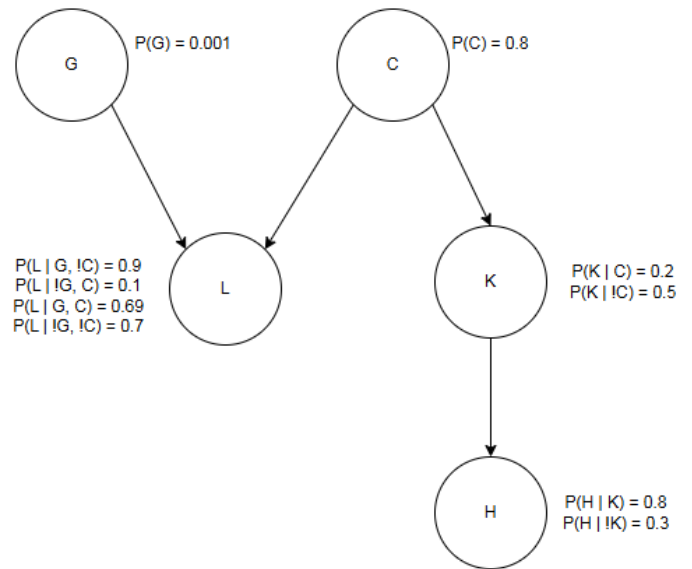 G
P(G) = 0.001
C
P(C) = 0.8
P(L | G, !C) = 0.9
P(L | !G, C) = 0.1
P(L | G, C) = 0.69
P(L | !G, !C) = 0.7
L
K
P(K | C) = 0.2
P(K | !C) = 0.5
H
P(H | K) = 0.8
P(H | !K) = 0.3